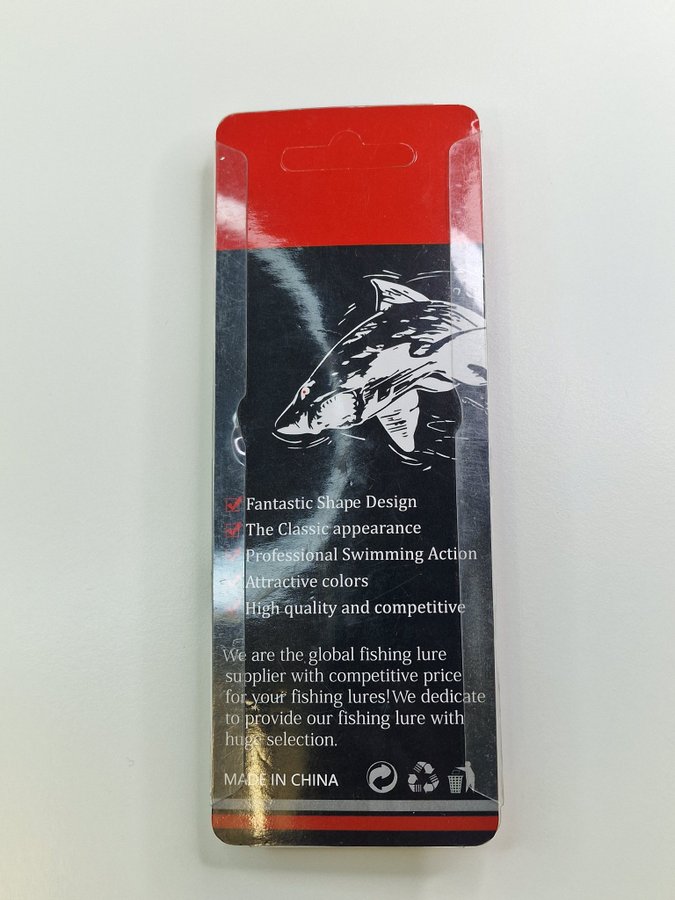 Fantastic Shape Design
The Classic appearance
Professional Swimming Action
Attractive colors
High quality and competitive
We are the global fishing lure
supplier with competitive price
for your fishing lures!We dedicate
to provide our fishing lure with
huge selection.
MADE IN CHINA